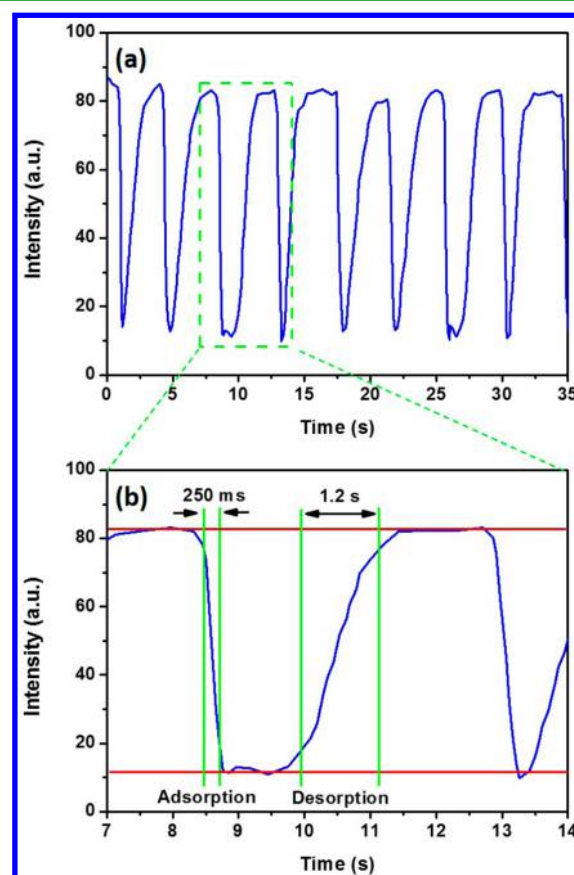 (a)
Intensity (a.u.)
100
80
60
40
20
0
0 5 10 15 20 25 30 35
Time (s)
(b)
250 ms
1.2 s
Intensity (a.u.)
100
80
60
40
20
0
Adsorption Desorption
7 8 9 10 11 12 13 14
Time (s)